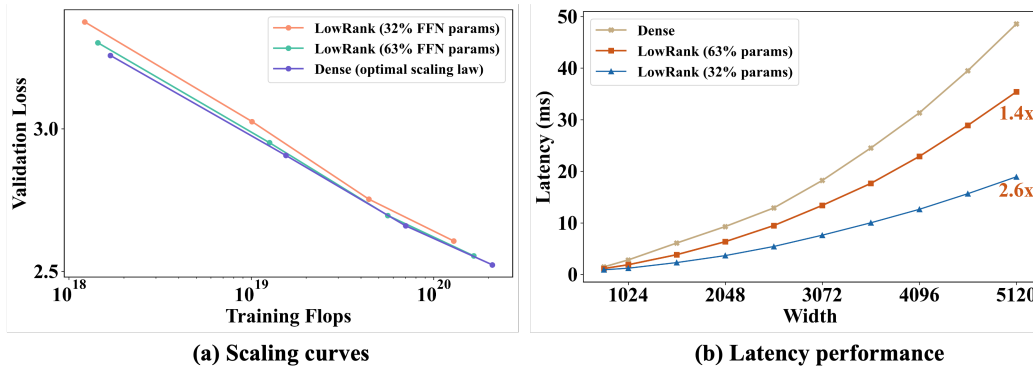 LowRank (32% FFN params)
LowRank (63% FFN params)
Dense (optimal scaling law)
Validation Loss
3.0
2.5
10^18
10^19
10^20
Training Flops
(a) Scaling curves
Dense
LowRank (63% params)
LowRank (32% params)
Latency (ms)
50
40
30
20
10
0
1.4x
2.6x
1024
2048
3072
4096
5120
Width
(b) Latency performance